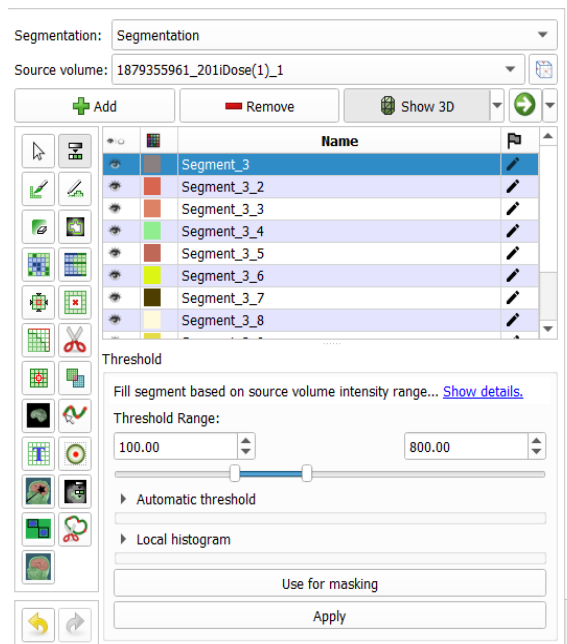 Segmentation: Segmentation
Source volume: 1879355961_201iDose(1)_1
Add Remove Show 3D
Name
Segment_3
Segment_3_2
Segment_3_3
Segment_3_4
Segment_3_5
Segment_3_6
Segment_3_7
Segment_3_8
Threshold
Fill segment based on source volume intensity range... Show details.
Threshold Range:
100.00 800.00
Automatic threshold
Local histogram
Use for masking
Apply
T